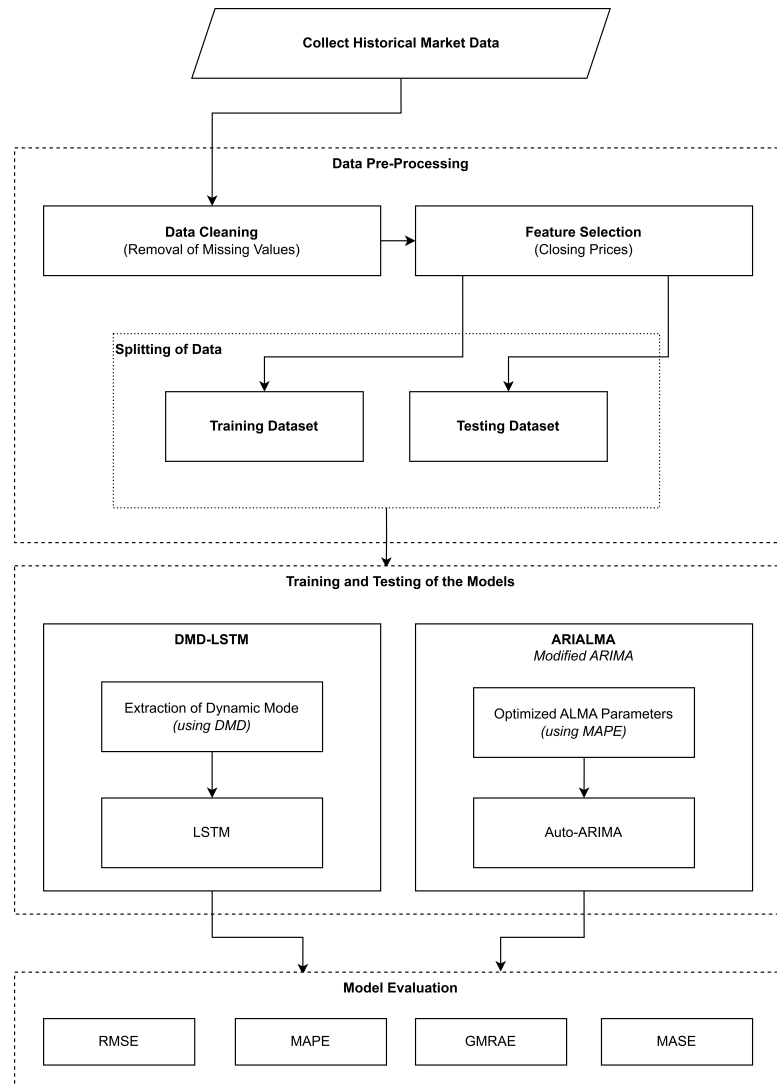 Collect Historical Market Data
Data Pre-Processing
Data Cleaning
(Removal of Missing Values)
Feature Selection
(Closing Prices)
Splitting of Data
Training Dataset
Testing Dataset
Training and Testing of the Models
DMD-LSTM
Extraction of Dynamic Mode
(using DMD)
LSTM
ARIALMA
Modified ARIMA
Optimized ALMA Parameters
(using MAPE)
Auto-ARIMA
Model Evaluation
RMSE
MAPE
GMRAE
MASE